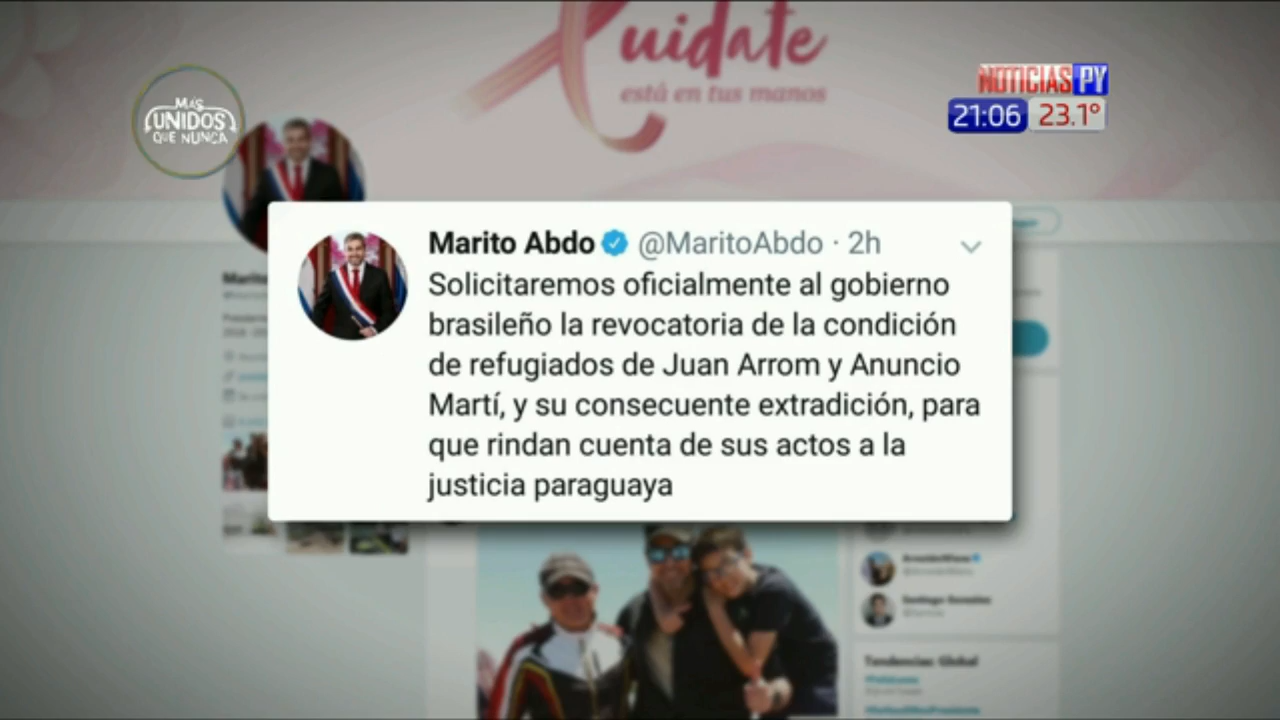 Cuidate
está en tus manos
MÁS
UNIDOS
QUE NUNCA
NOTICIAS PY
21:06 23.1°
Marito Abdo @MaritoAbdo · 2h
Solicitaremos oficialmente al gobierno
brasileño la revocatoria de la condición
de refugiados de Juan Arrom y Anuncio
Martí, y su consecuente extradición, para
que rindan cuenta de sus actos a la
justicia paraguaya
Tendencias: Global